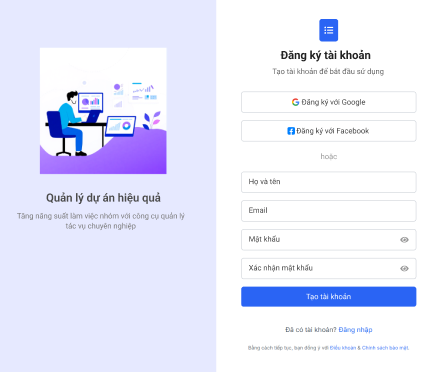 Quản lý dự án hiệu quả
Tăng năng suất làm việc nhóm với công cụ quản lý
tác vụ chuyên nghiệp
Đăng ký tài khoản
Tạo tài khoản để bắt đầu sử dụng
Đăng ký với Google
Đăng ký với Facebook
hoặc
Họ và tên
Email
Mật khẩu
Xác nhận mật khẩu
Tạo tài khoản
Đã có tài khoản? Đăng nhập
Bằng cách tiếp tục, bạn đồng ý với Điều khoản & Chính sách bảo mật.